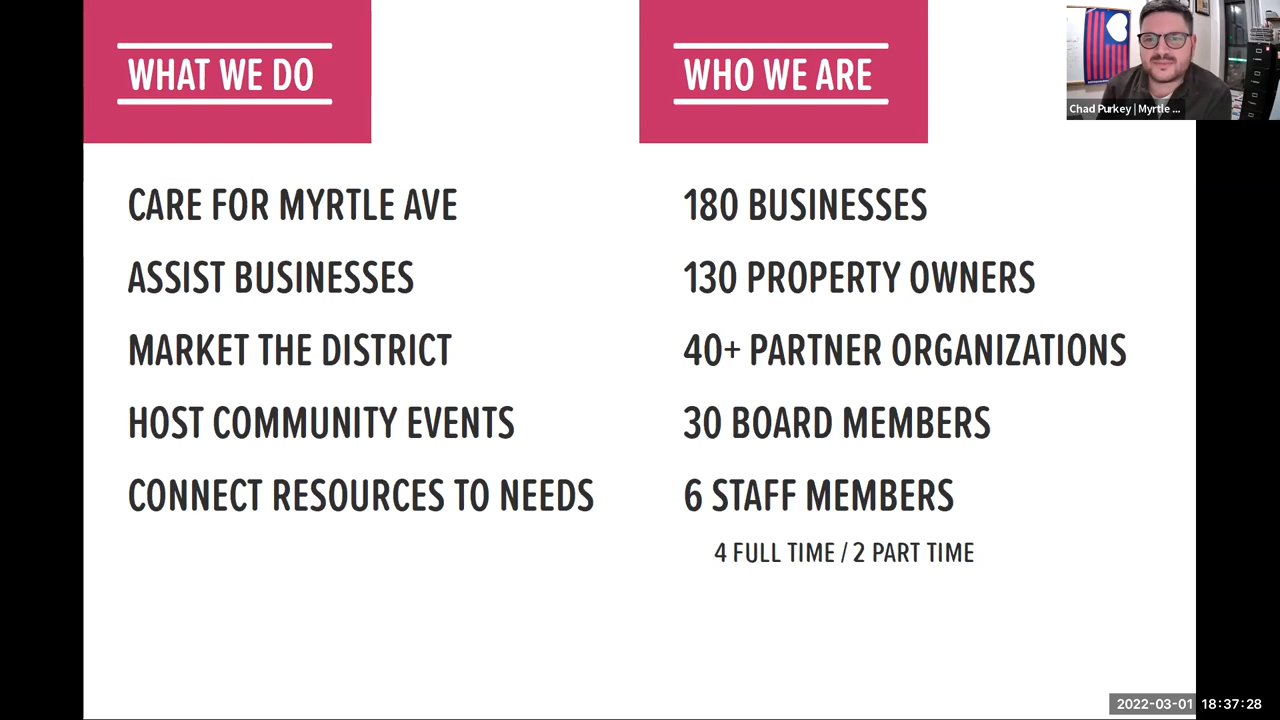 WHAT WE DO
CARE FOR MYRTLE AVE
ASSIST BUSINESSES
MARKET THE DISTRICT
HOST COMMUNITY EVENTS
CONNECT RESOURCES TO NEEDS
WHO WE ARE
180 BUSINESSES
130 PROPERTY OWNERS
40+ PARTNER ORGANIZATIONS
30 BOARD MEMBERS
6 STAFF MEMBERS
4 FULL TIME / 2 PART TIME
Chad Purkey | Myrtle ...
2022-03-01 18:37:28